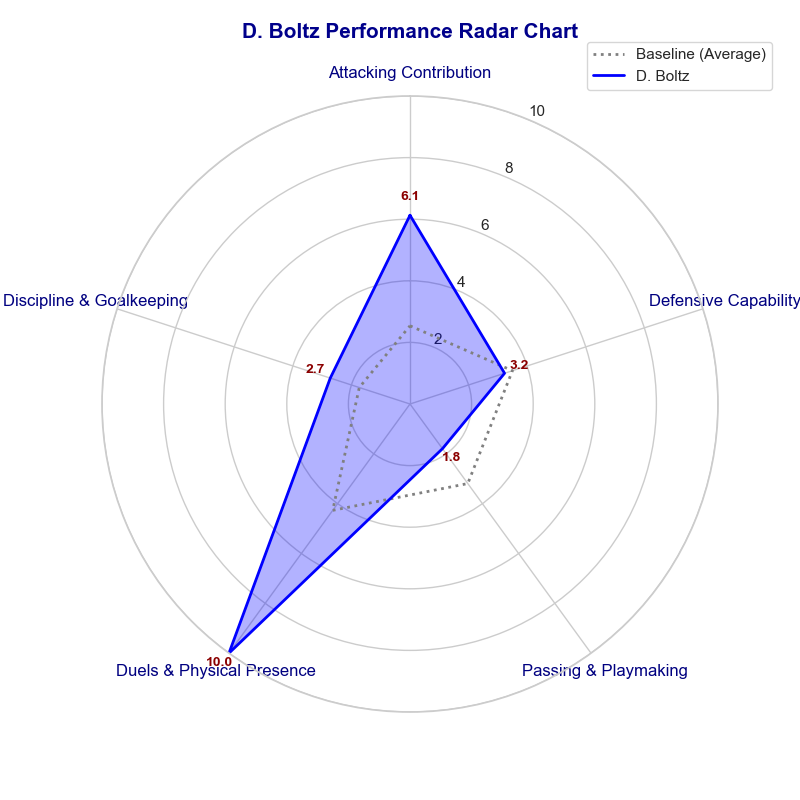 D. Boltz Performance Radar Chart
Baseline (Average)
D. Boltz
Attacking Contribution
10
8
6.1
6
4
Discipline & Goalkeeping
Defensive Capability
2
2.7
3.2
1.8
10.0
Duels & Physical Presence
Passing & Playmaking